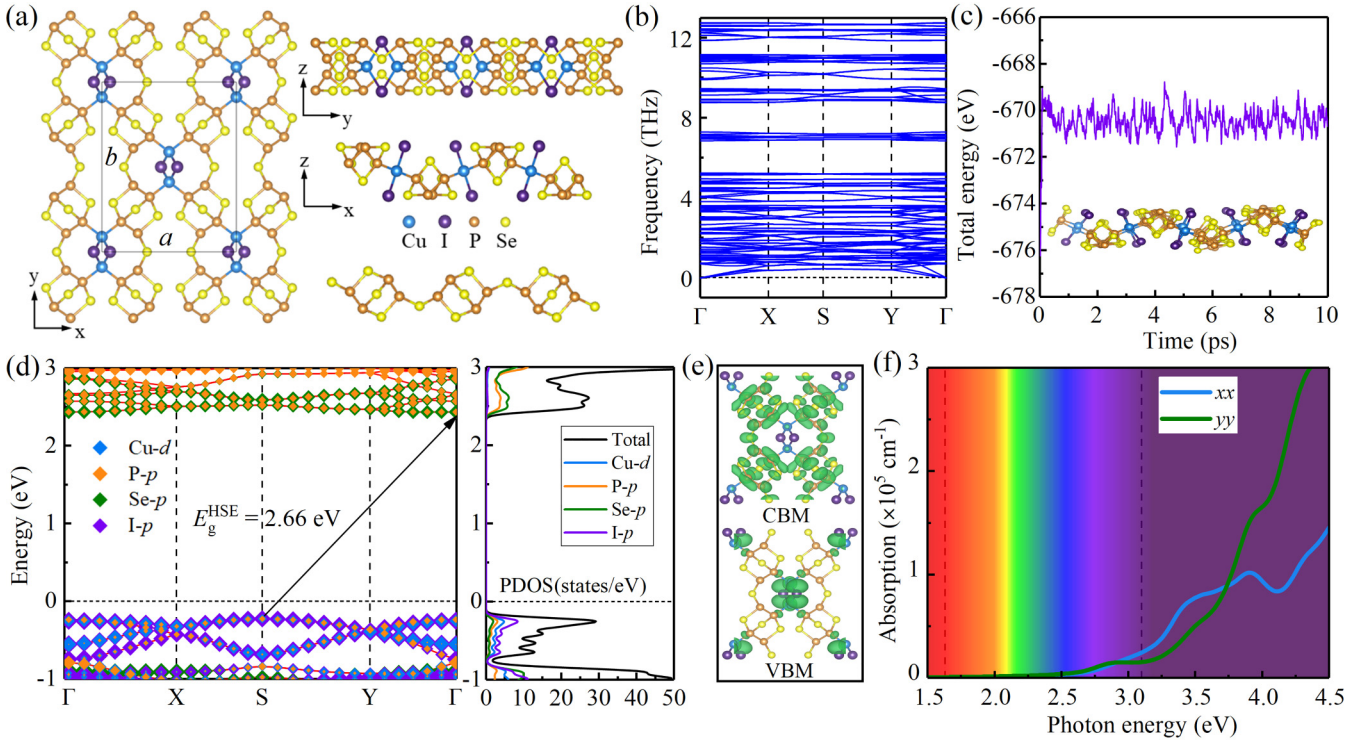 (a)
b
a
y
x
z
y
z
x
Cu I P Se
(b)
Frequency (THz)
12
8
4
0
Γ X S Y Γ
(c)
Total energy (eV)
-666
-668
-670
-672
-674
-676
-678
0 2 4 6 8 10
Time (ps)
(d)
Energy (eV)
3
2
1
0
-1
Cu-d
P-p
Se-p
I-p
E_g^HSE = 2.66 eV
Γ X S Y Γ
3
2
1
0
-1
Total
Cu-d
P-p
Se-p
I-p
PDOS(states/eV)
0 10 20 30 40 50
(e)
CBM
VBM
(f)
Absorption (×10⁵ cm⁻¹)
3
2
1
0
xx
yy
1.5 2.0 2.5 3.0 3.5 4.0 4.5
Photon energy (eV)